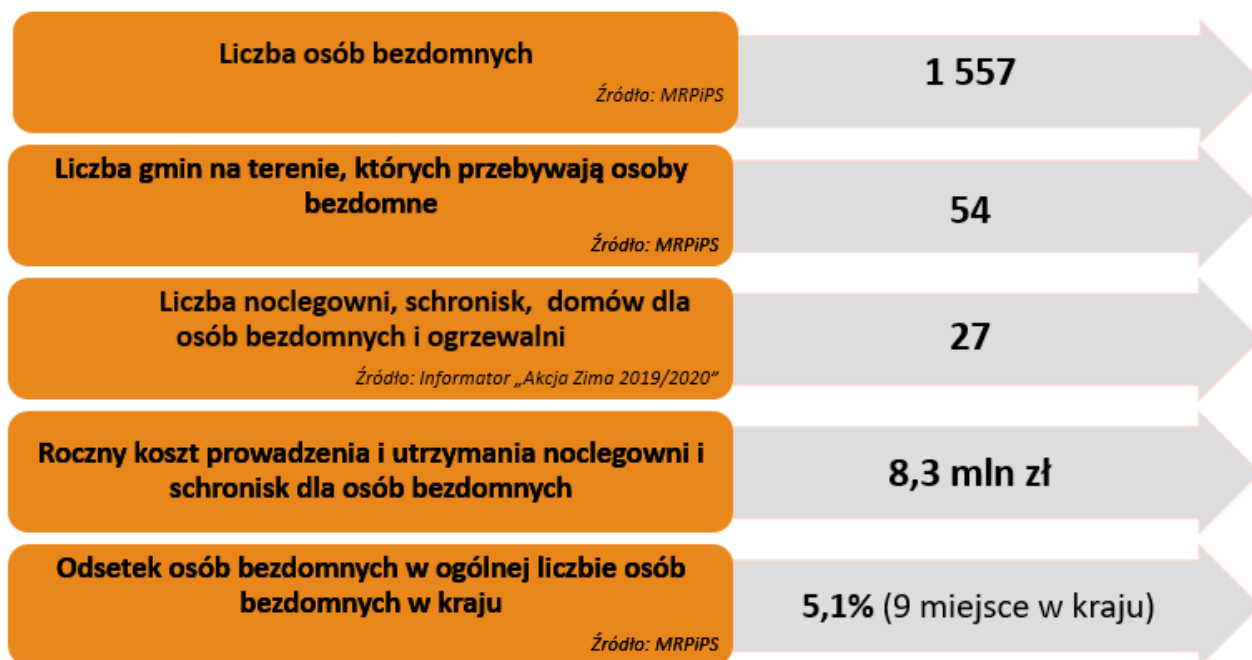 Liczba osób bezdomnych
Źródło: MRPiPS
1 557
Liczba gmin na terenie, których przebywają osoby
bezdomne
Źródło: MRPiPS
54
Liczba noclegowni, schronisk, domów dla
osób bezdomnych i ogrzewalni
Źródło: Informator „Akcja Zima 2019/2020”
27
Roczny koszt prowadzenia i utrzymania noclegowni i
schronisk dla osób bezdomnych
8,3 mln zł
Odsetek osób bezdomnych w ogólnej liczbie osób
bezdomnych w kraju
Źródło: MRPiPS
5,1% (9 miejsce w kraju)